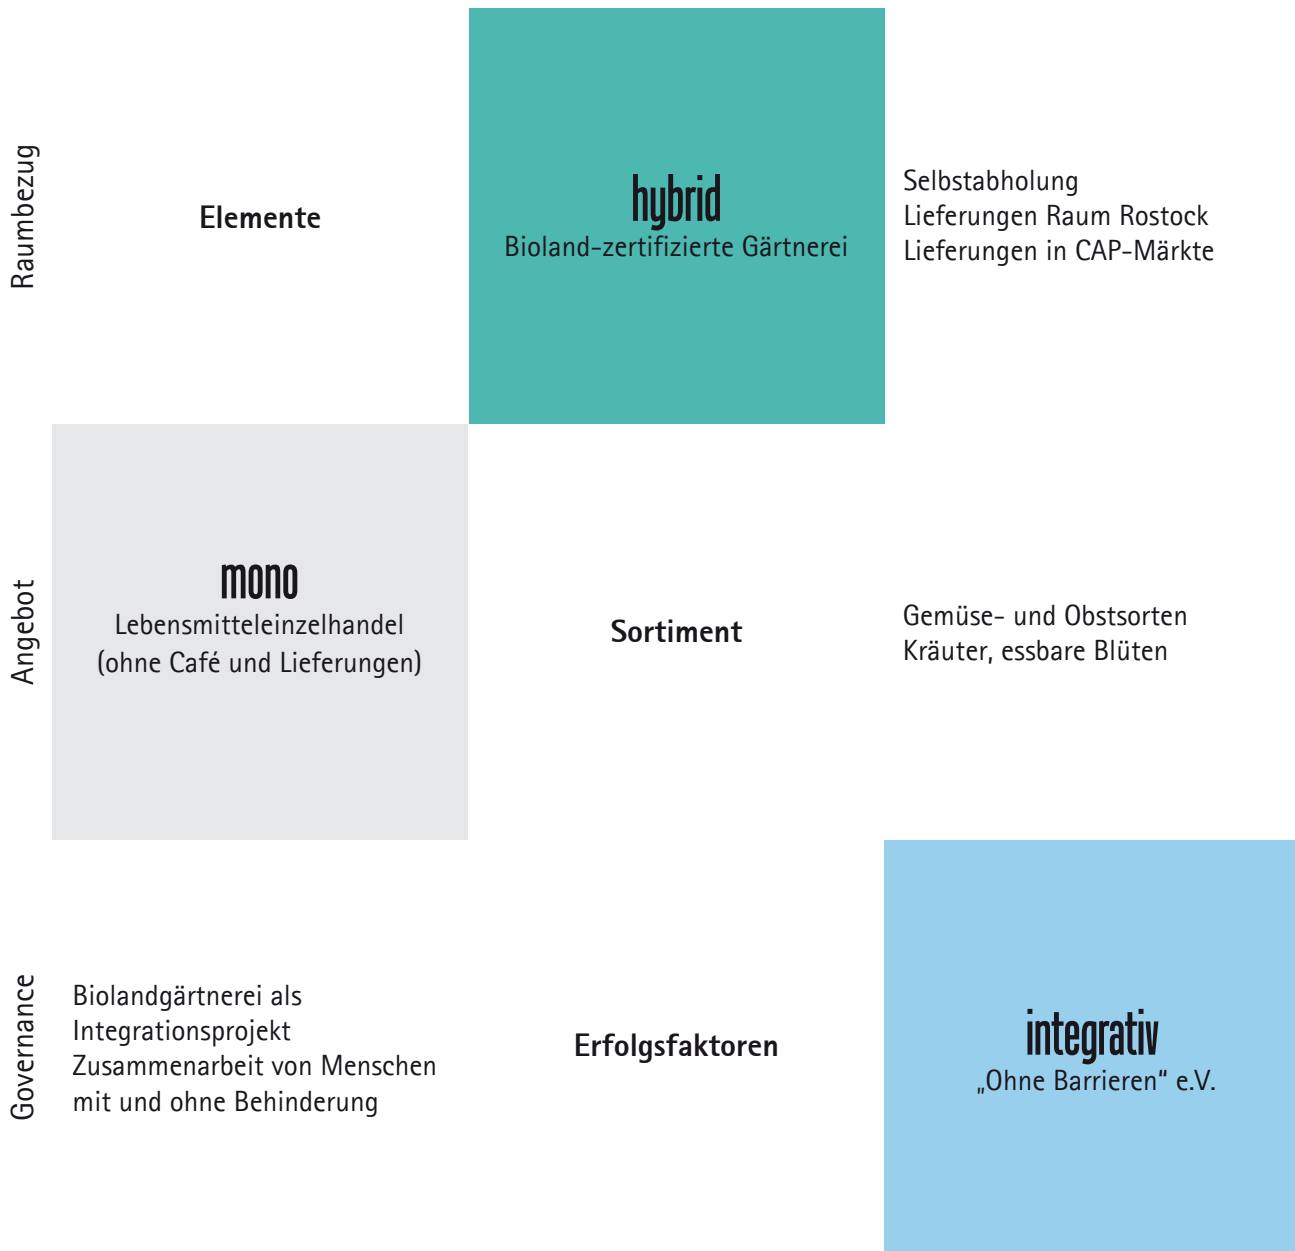 Raumbezug
Elemente
hybrid
Bioland-zertifizierte Gärtnerei
Selbstabholung
Lieferungen Raum Rostock
Lieferungen in CAP-Märkte
Angebot
mono
Lebensmitteleinzelhandel
(ohne Café und Lieferungen)
Sortiment
Gemüse- und Obstsorten
Kräuter, essbare Blüten
Governance
Biolandgärtnerei als
Integrationsprojekt
Zusammenarbeit von Menschen
mit und ohne Behinderung
Erfolgsfaktoren
integrativ
„Ohne Barrieren“ e.V.